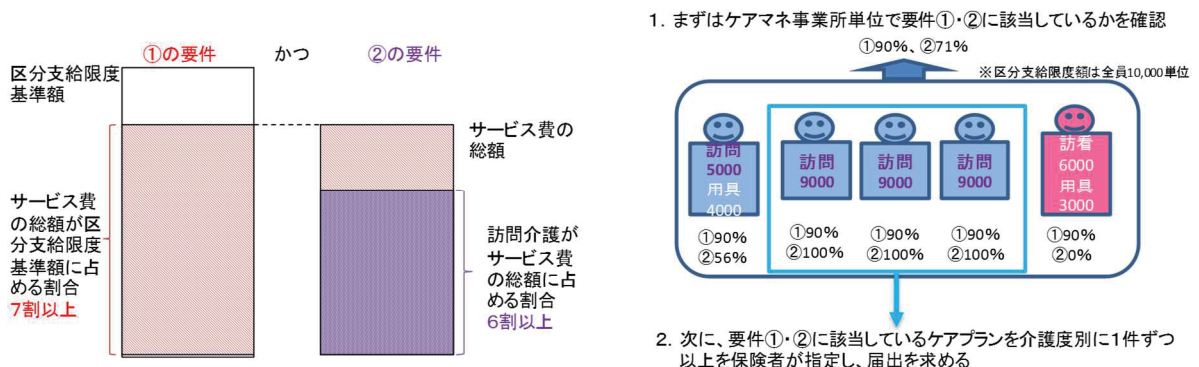 ①の要件
かつ
②の要件
区分支給限度
基準額
サービス費の
総額
サービス費
の総額が区
分支給限度
基準額に占
める割合
7割以上
訪問介護が
サービス費
の総額に占
める割合
6割以上
1. まずはケアマネ事業所単位で要件①・②に該当しているかを確認
①90%、②71%
※区分支給限度額は全員10,000単位
訪問
5000
用具
4000
①90%
②56%
訪問
9000
①90%
②100%
訪問
9000
①90%
②100%
訪問
9000
①90%
②100%
訪看
6000
用具
3000
①90%
②0%
2. 次に、要件①・②に該当しているケアプランを介護度別に1件ずつ
以上を保険者が指定し、届出を求める